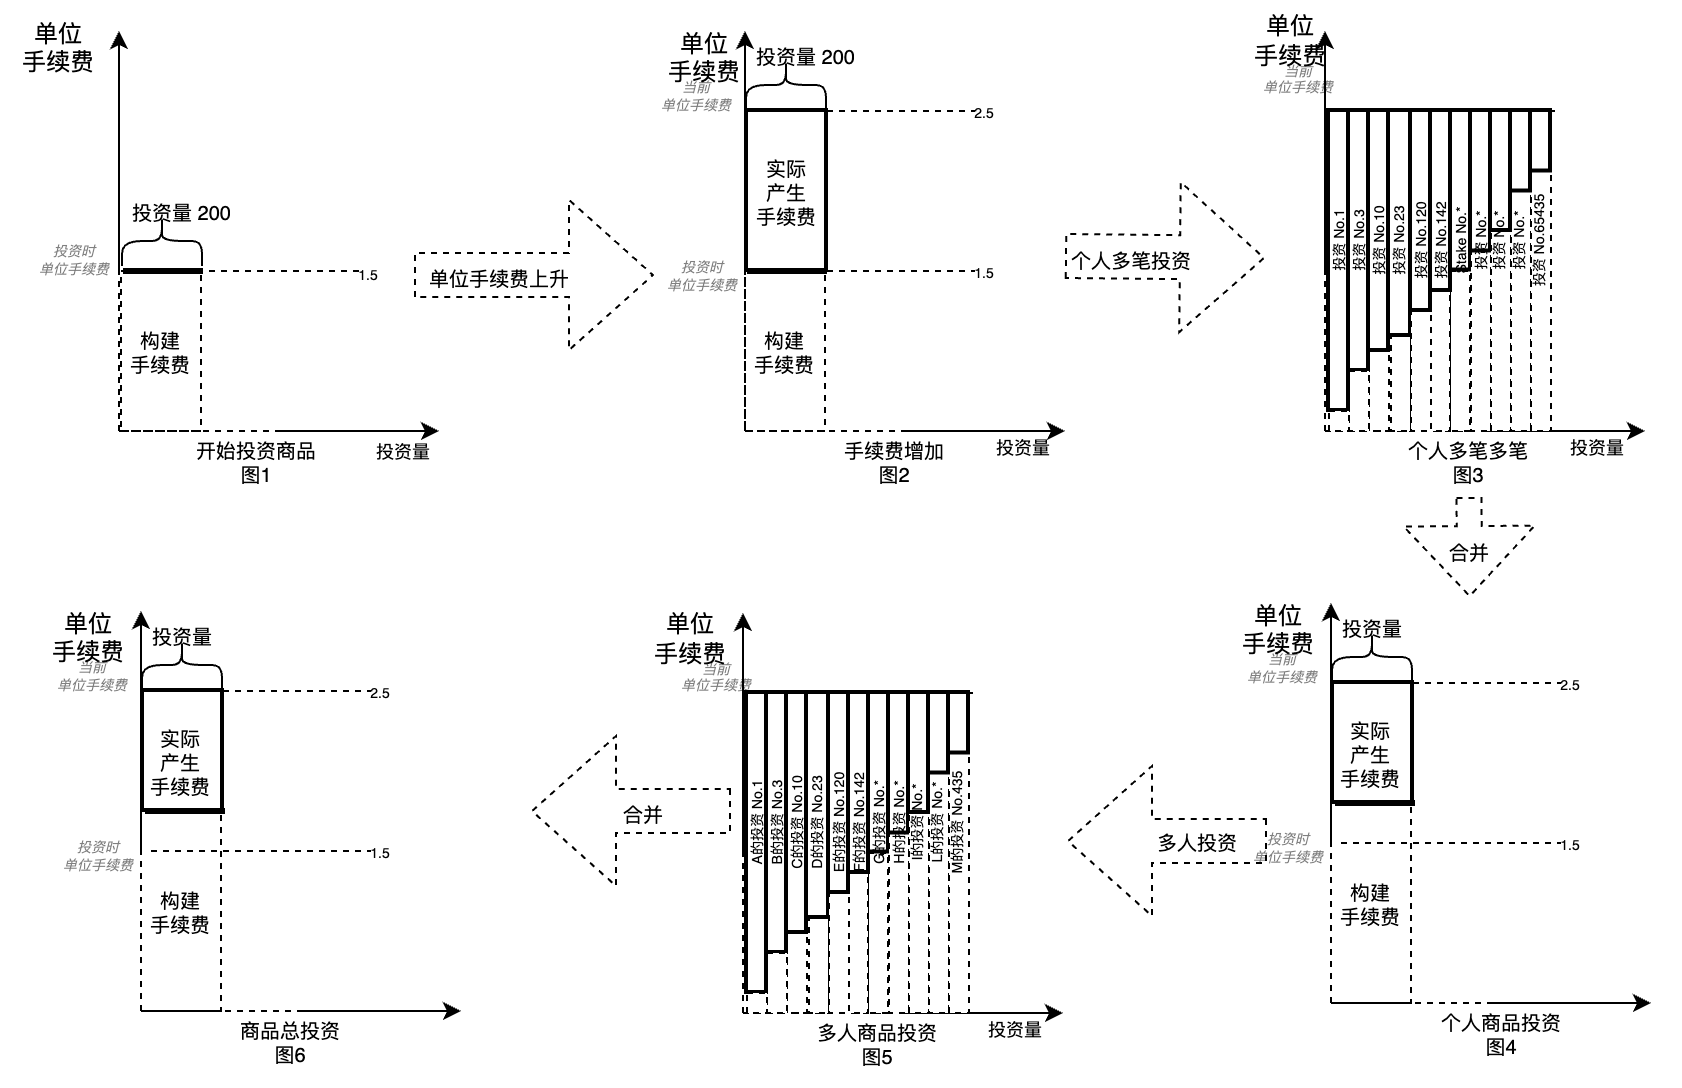 单位
手续费
投资量 200
投资时
单位手续费
1.5
构建
手续费
开始投资商品
图1
投资量
单位手续费上升
单位
手续费
当前
单位手续费
投资量 200
2.5
实际
产生
手续费
投资时
单位手续费
1.5
构建
手续费
手续费增加
图2
投资量
个人多笔投资
单位
手续费
当前
单位手续费
投资 No.1
投资 No.3
投资 No.10
投资 No.23
投资 No.120
投资 No.142
Stake No.*
投资 No.*
投资 No.*
投资 No.*
投资 No.65435
个人多笔多笔
图3
投资量
合并
单位
手续费
当前
单位手续费
投资量
2.5
实际
产生
手续费
投资时
单位手续费
1.5
构建
手续费
个人商品投资
图4
多人投资
单位
手续费
当前
单位手续费
A的投资 No.1
B的投资 No.3
C的投资 No.10
D的投资 No.23
E的投资 No.120
F的投资 No.142
G的投资 No.*
H的投资 No.*
I的投资 No.*
L的投资 No.*
M的投资 No.435
多人商品投资
图5
投资量
合并
单位
手续费
当前
单位手续费
投资量
2.5
实际
产生
手续费
投资时
单位手续费
1.5
构建
手续费
商品总投资
图6